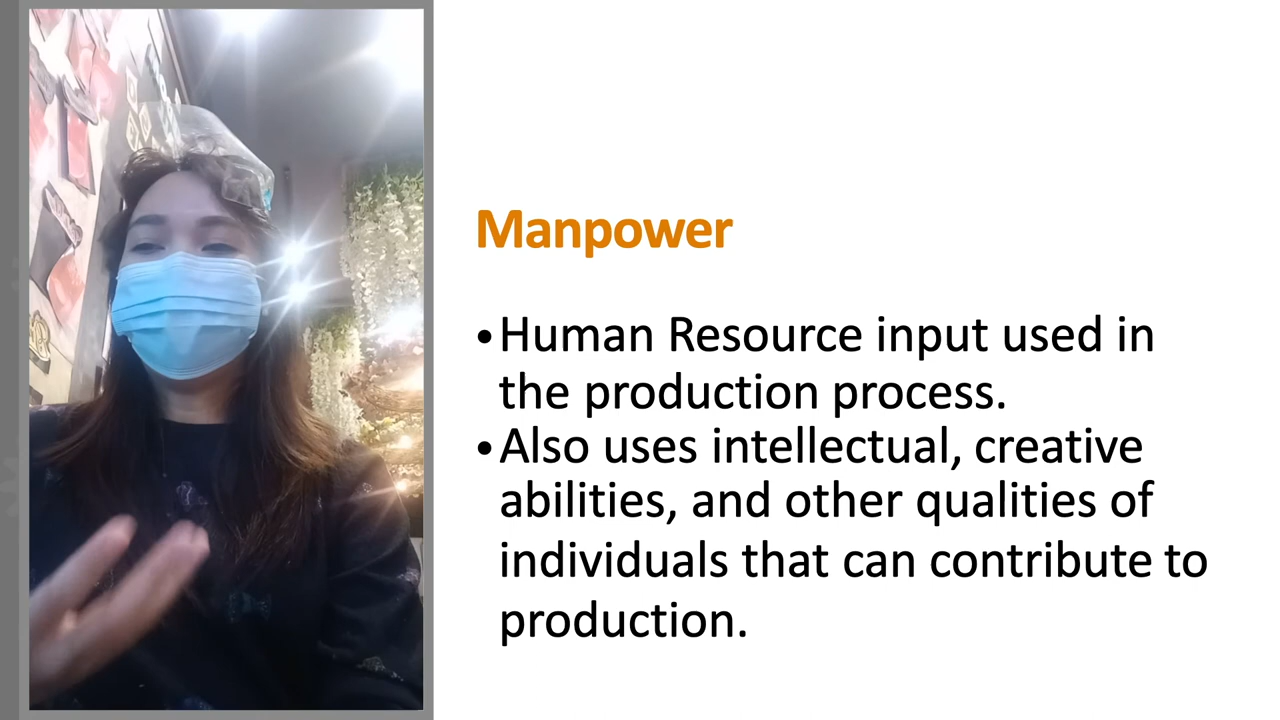 Manpower
•Human Resource input used in
the production process.
•Also uses intellectual, creative
abilities, and other qualities of
individuals that can contribute to
production.